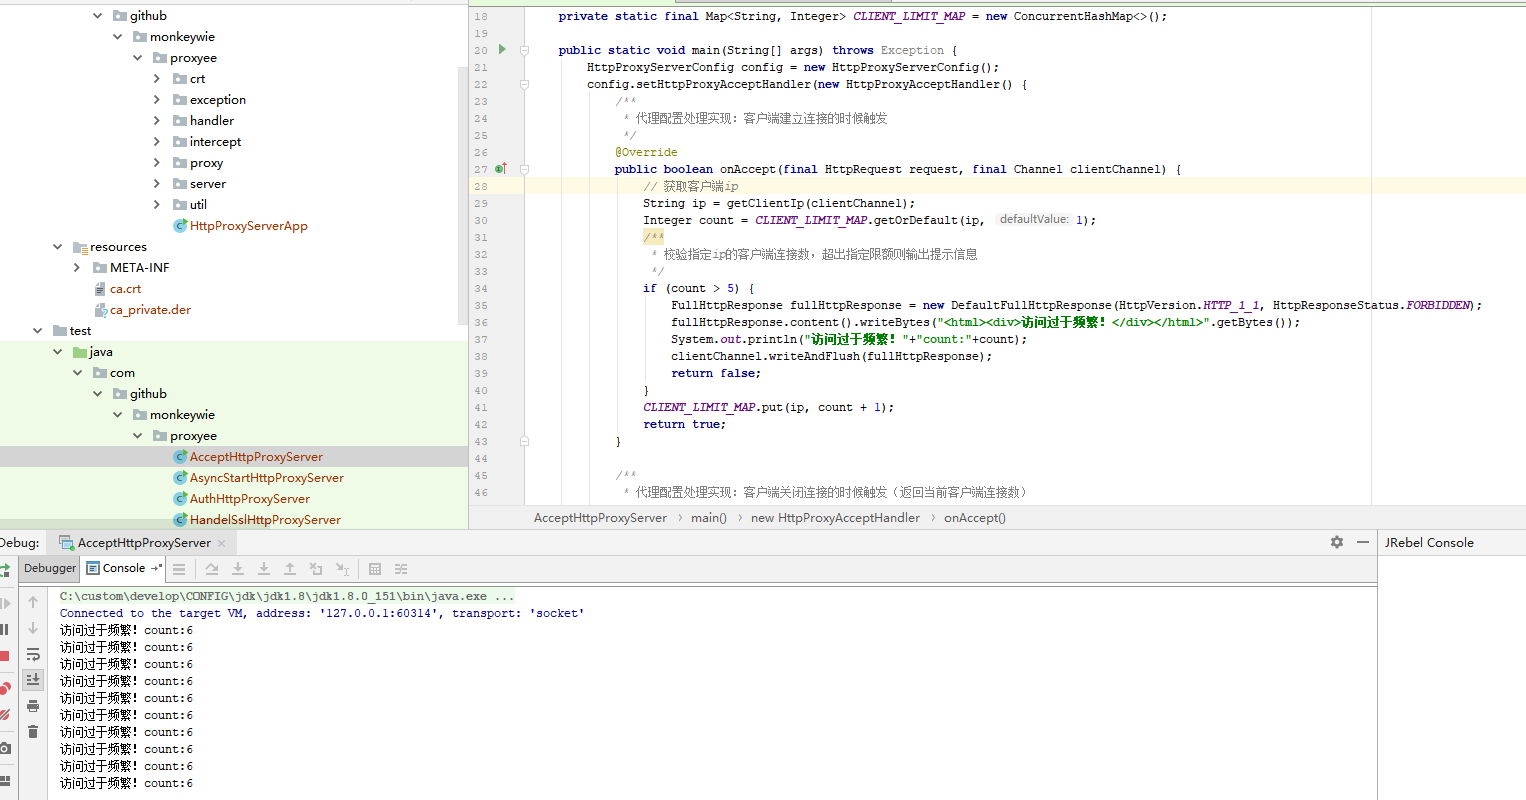 github
monkeywie
proxyee
crt
exception
handler
intercept
proxy
server
util
HttpProxyServerApp
resources
META-INF
ca.crt
ca_private.der
test
java
com
github
monkeywie
proxyee
AcceptHttpProxyServer
AsyncStartHttpProxyServer
AuthHttpProxyServer
HandelSslHttpProxyServer
18 private static final Map<String, Integer> CLIENT_LIMIT_MAP = new ConcurrentHashMap<>();
19
20 public static void main(String[] args) throws Exception {
21 HttpProxyServerConfig config = new HttpProxyServerConfig();
22 config.setHttpProxyAcceptHandler(new HttpProxyAcceptHandler() {
23 /**
24 * 代理配置处理实现: 客户端建立连接的时候触发
25 */
26 @Override
27 public boolean onAccept(final HttpRequest request, final Channel clientChannel) {
28 // 获取客户端ip
29 String ip = getClientIp(clientChannel);
30 Integer count = CLIENT_LIMIT_MAP.getOrDefault(ip, defaultValue: 1);
31 /**
32 * 校验指定ip的客户端连接数, 超出指定限额则输出提示信息
33 */
34 if (count > 5) {
35 FullHttpResponse fullHttpResponse = new DefaultFullHttpResponse(HttpVersion.HTTP_1_1, HttpResponseStatus.FORBIDDEN);
36 fullHttpResponse.content().writeBytes("<html><div>访问过于频繁! </div></html>".getBytes());
37 System.out.println("访问过于频繁! "+"count:"+count);
38 clientChannel.writeAndFlush(fullHttpResponse);
39 return false;
40 }
41 CLIENT_LIMIT_MAP.put(ip, count + 1);
42 return true;
43 }
44
45 /**
46 * 代理配置处理实现: 客户端关闭连接的时候触发 (返回当前客户端连接数)
AcceptHttpProxyServer > main() > new HttpProxyAcceptHandler > onAccept()
Debug: AcceptHttpProxyServer ×
JRebel Console
Debugger Console
C:\custom\develop\CONFIG\jdk\jdk1.8\jdk1.8.0_151\bin\java.exe ...
Connected to the target VM, address: '127.0.0.1:60314', transport: 'socket'
访问过于频繁! count:6
访问过于频繁! count:6
访问过于频繁! count:6
访问过于频繁! count:6
访问过于频繁! count:6
访问过于频繁! count:6
访问过于频繁! count:6
访问过于频繁! count:6
访问过于频繁! count:6
访问过于频繁! count:6